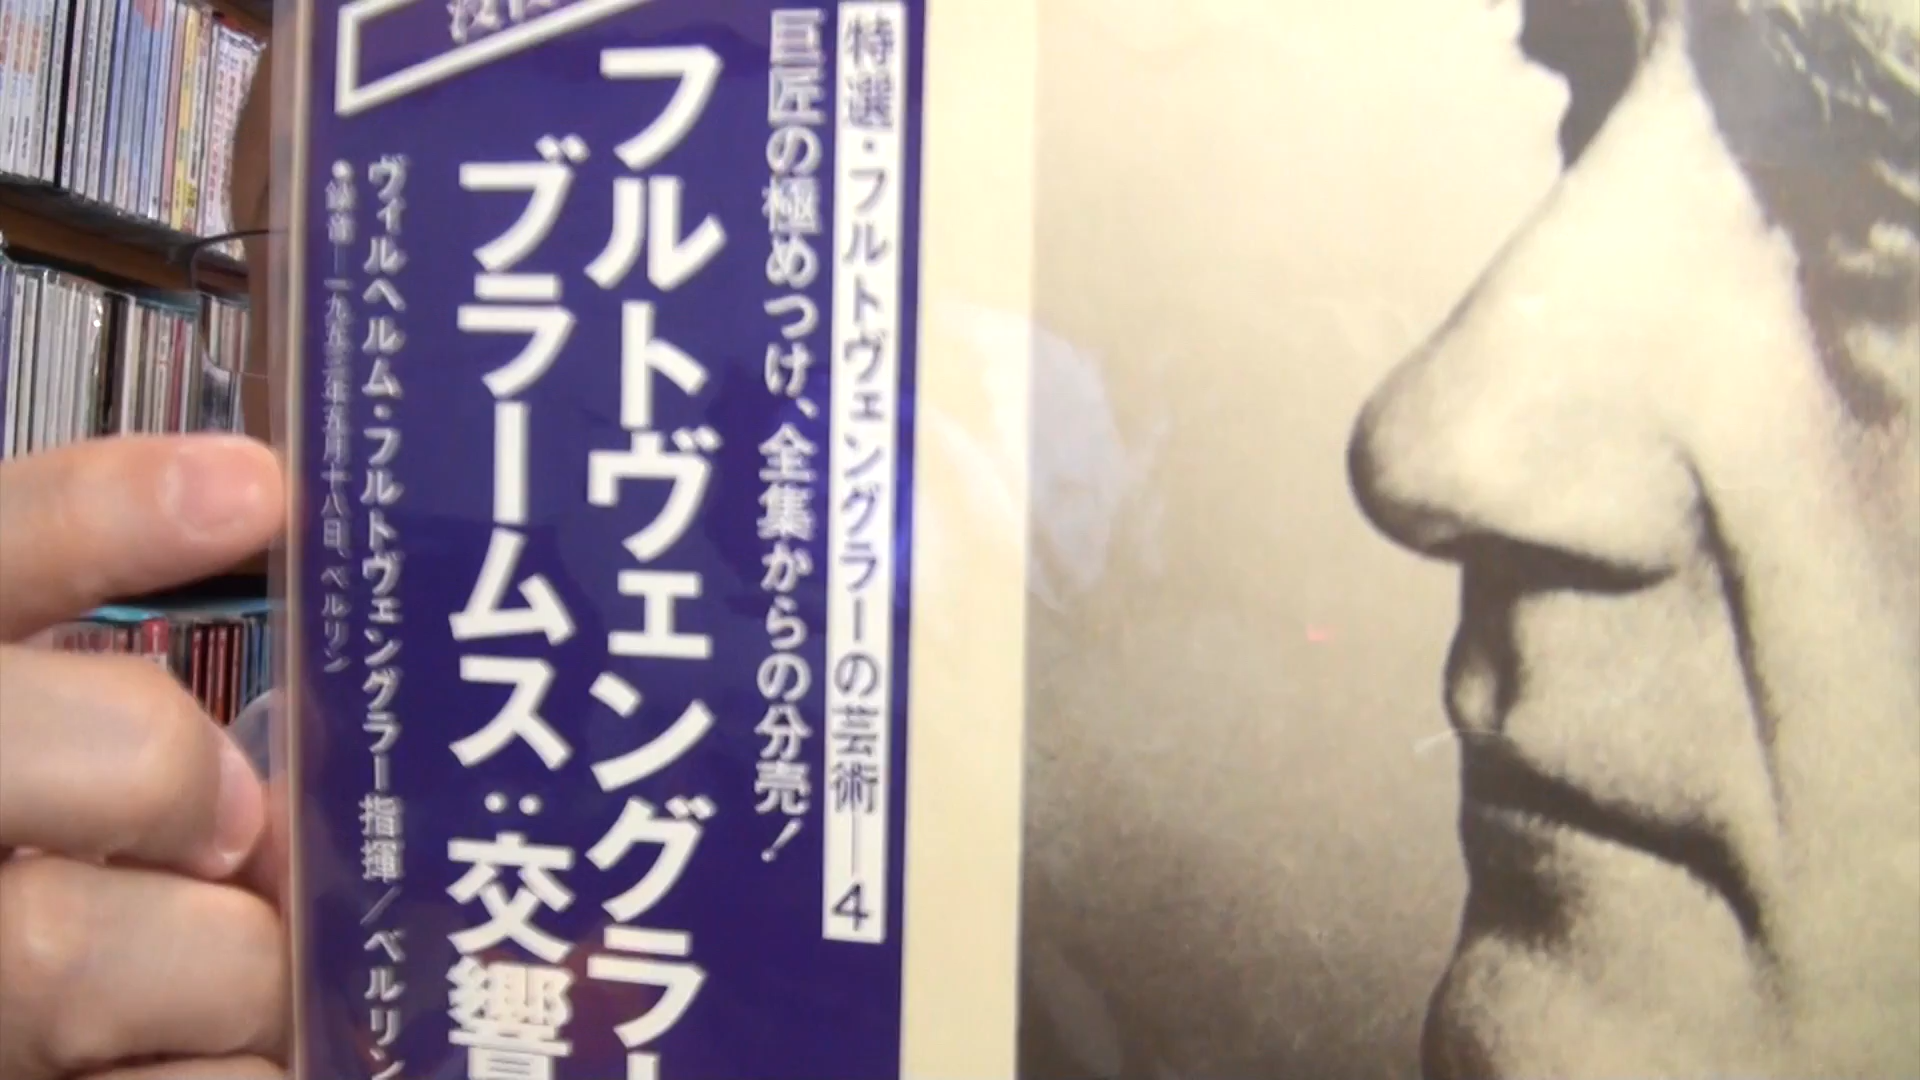 特選・フルトヴェングラーの芸術—4
巨匠の極めつけ、全集からの分売!
フルトヴェングラー
ブラームス:交響
ヴィルヘルム・フルトヴェングラー指揮/ベルリン
●録音—一九五三年五月十八日、ベルリン